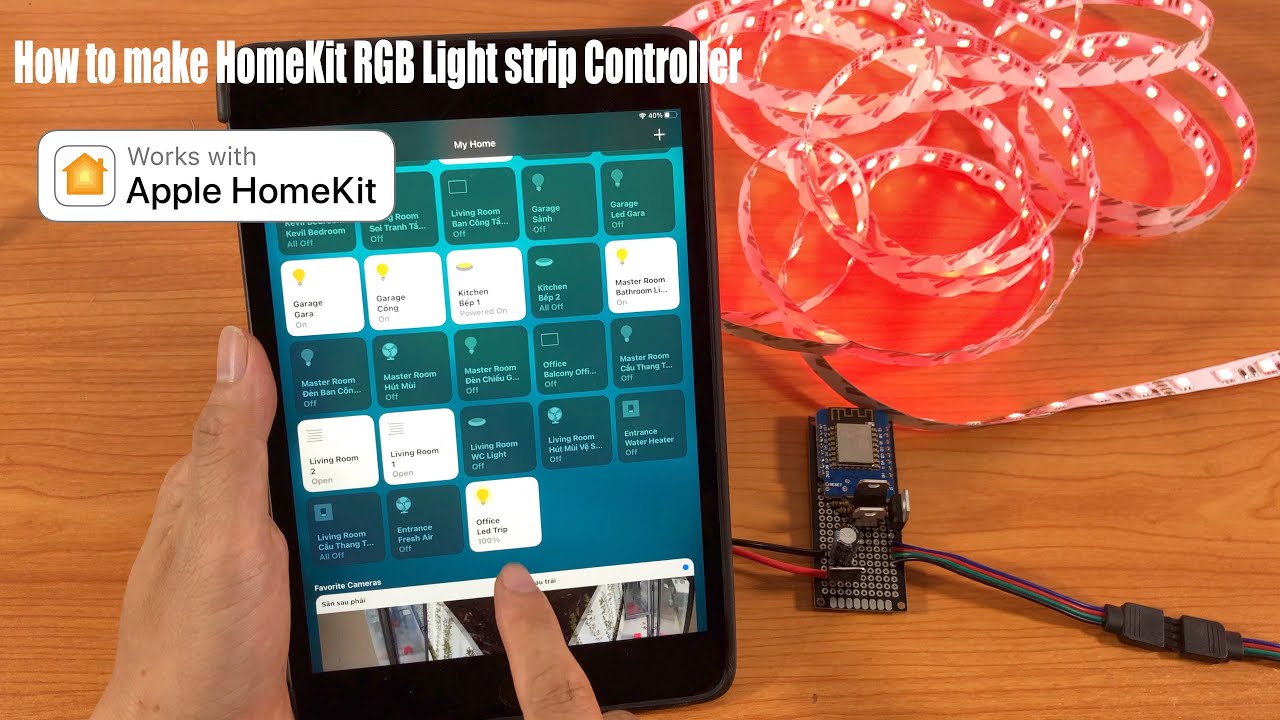 How to make HomeKit RGB Light strip Controller
Works with
Apple HomeKit
40%
My Home
+
Kevil Bedroom
All Off
Living Room
Soi Tranh Tầ...
Off
Living Room
Ban Công Tầ...
Off
Garage
Sảnh
Off
Garage
Led Gara
Off
Garage
Gara
On
Garage
Cổng
On
Kitchen
Bếp 1
Powered On
Kitchen
Bếp 2
All Off
Master Room
Bathroom Li...
On
Master Room
Đèn Ban Côn...
Off
Master Room
Hút Mùi
Off
Master Room
Đèn Chiếu G...
Off
Office
Balcony Offi...
Off
Master Room
Cầu Thang T...
Off
Living Room
2
Open
Living Room
1
Open
Living Room
WC Light
Off
Living Room
Hút Mùi Vệ S...
Off
Entrance
Water Heater
Off
Living Room
Cầu Thang T...
All Off
Entrance
Fresh Air
Off
Office
Led Trip
100%
Favorite Cameras
Sân sau phải
sau trái